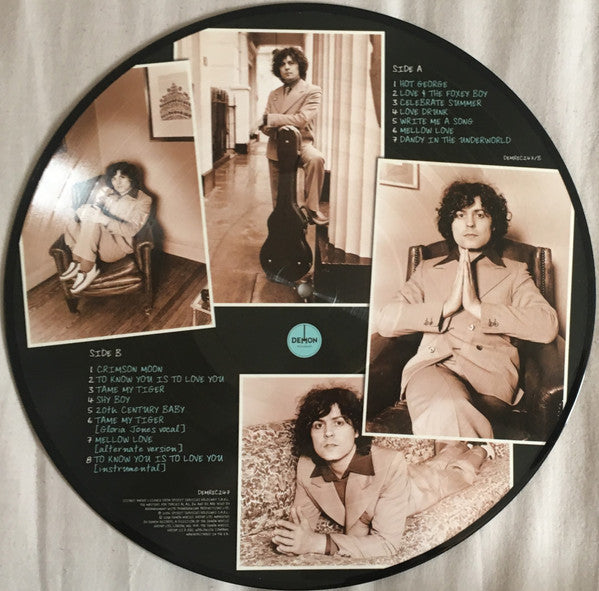 SIDE A
1 HOT GEORGE
2 LOVE & THE FOXEY BOY
3 CELEBRATE SUMMER
4 LOVE DRUNK
5 WRITE ME A SONG
6 MELLOW LOVE
7 DANDY IN THE UNDERWORLD
DEMREC247/B
DEMON
SIDE B
1 CRIMSON MOON
2 TO KNOW YOU IS TO LOVE YOU
3 TAME MY TIGER
4 SHY BOY
5 20th CENTURY BABY
6 TAME MY TIGER
[Gloria Jones vocal]
7 MELLOW LOVE
[alternate version]
8 TO KNOW YOU IS TO LOVE YOU
[instrumental]
DEMREC247